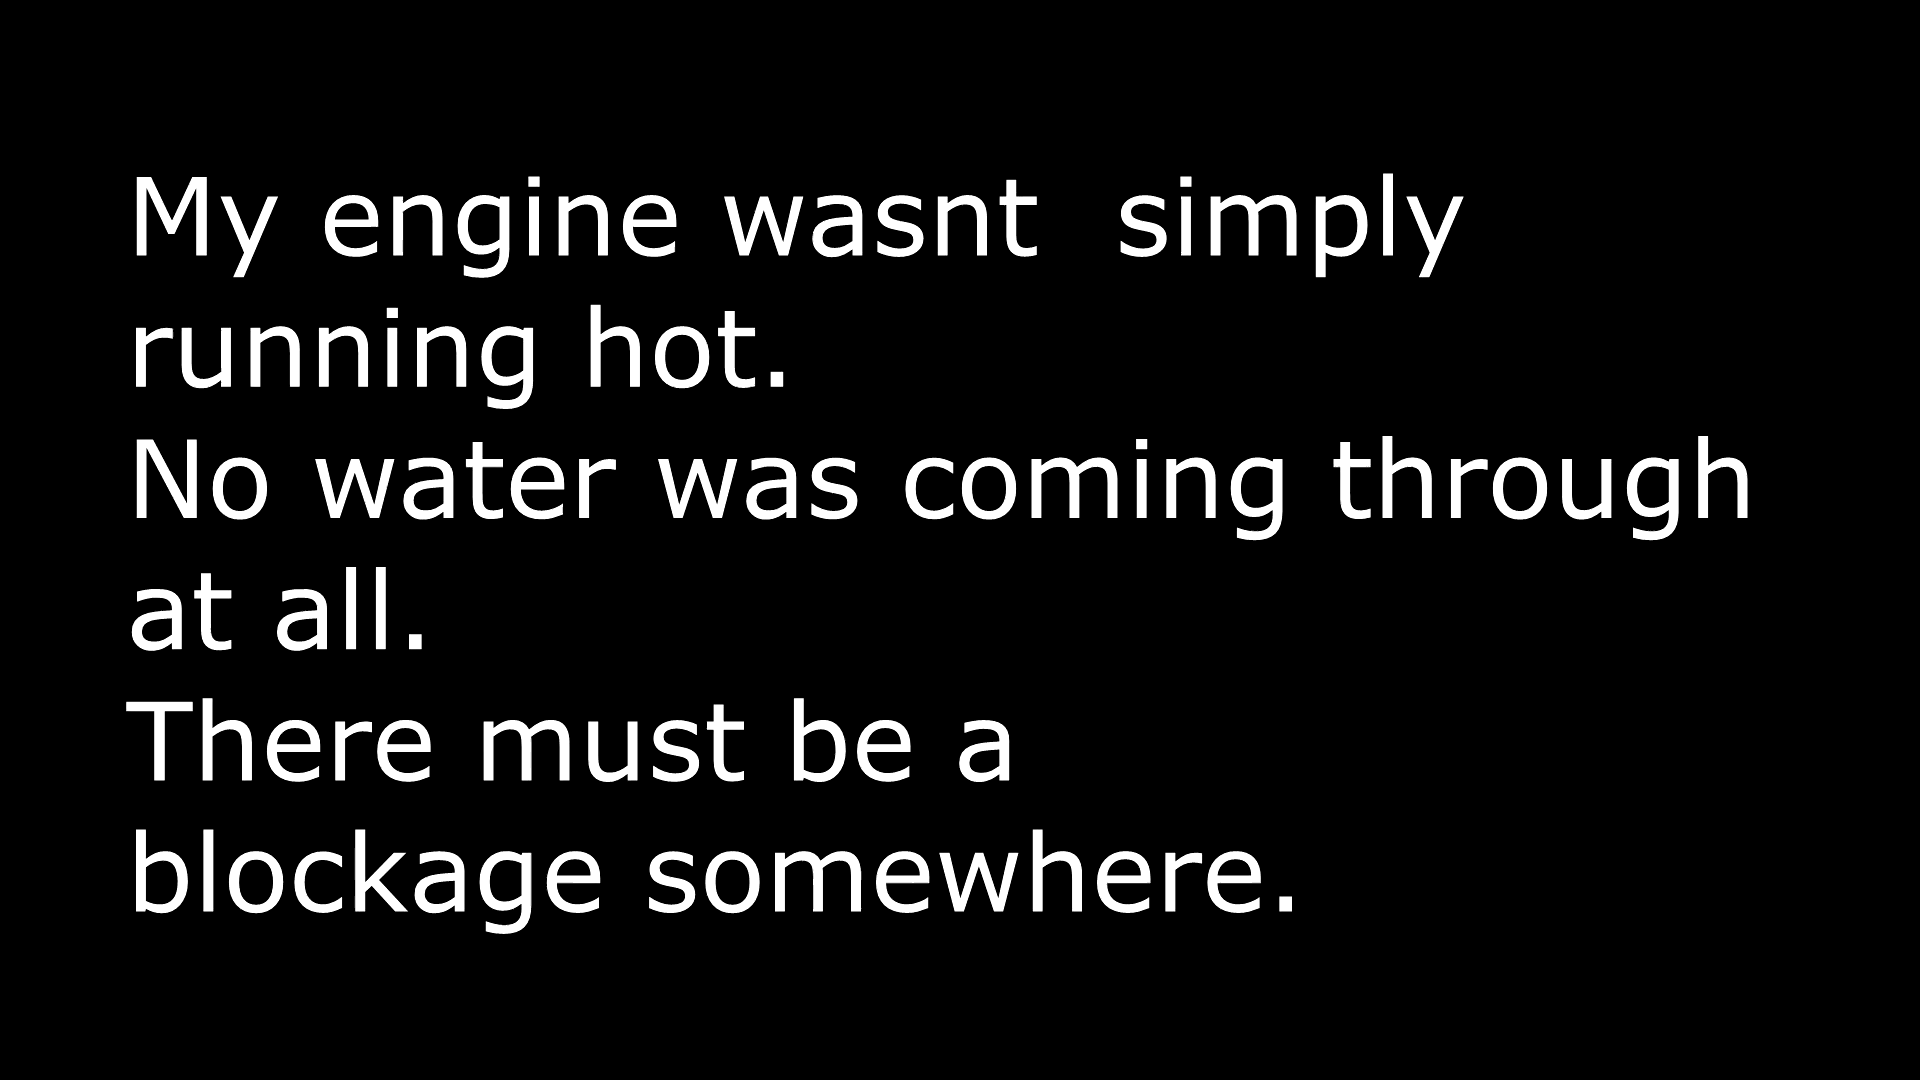 My engine wasnt  simply
running hot.
No water was coming through
at all.
There must be a
blockage somewhere.